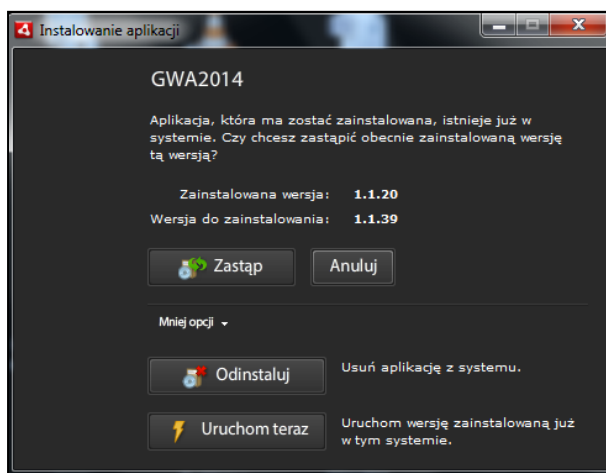 Instalowanie aplikacji
GWA2014
Aplikacja, która ma zostać zainstalowana, istnieje już w
systemie. Czy chcesz zastąpić obecnie zainstalowaną wersję
tą wersją?
Zainstalowana wersja: 1.1.20
Wersja do zainstalowania: 1.1.39
Zastąp Anuluj
Mniej opcji
Odinstaluj Usuń aplikację z systemu.
Uruchom teraz Uruchom wersję zainstalowaną już
w tym systemie.